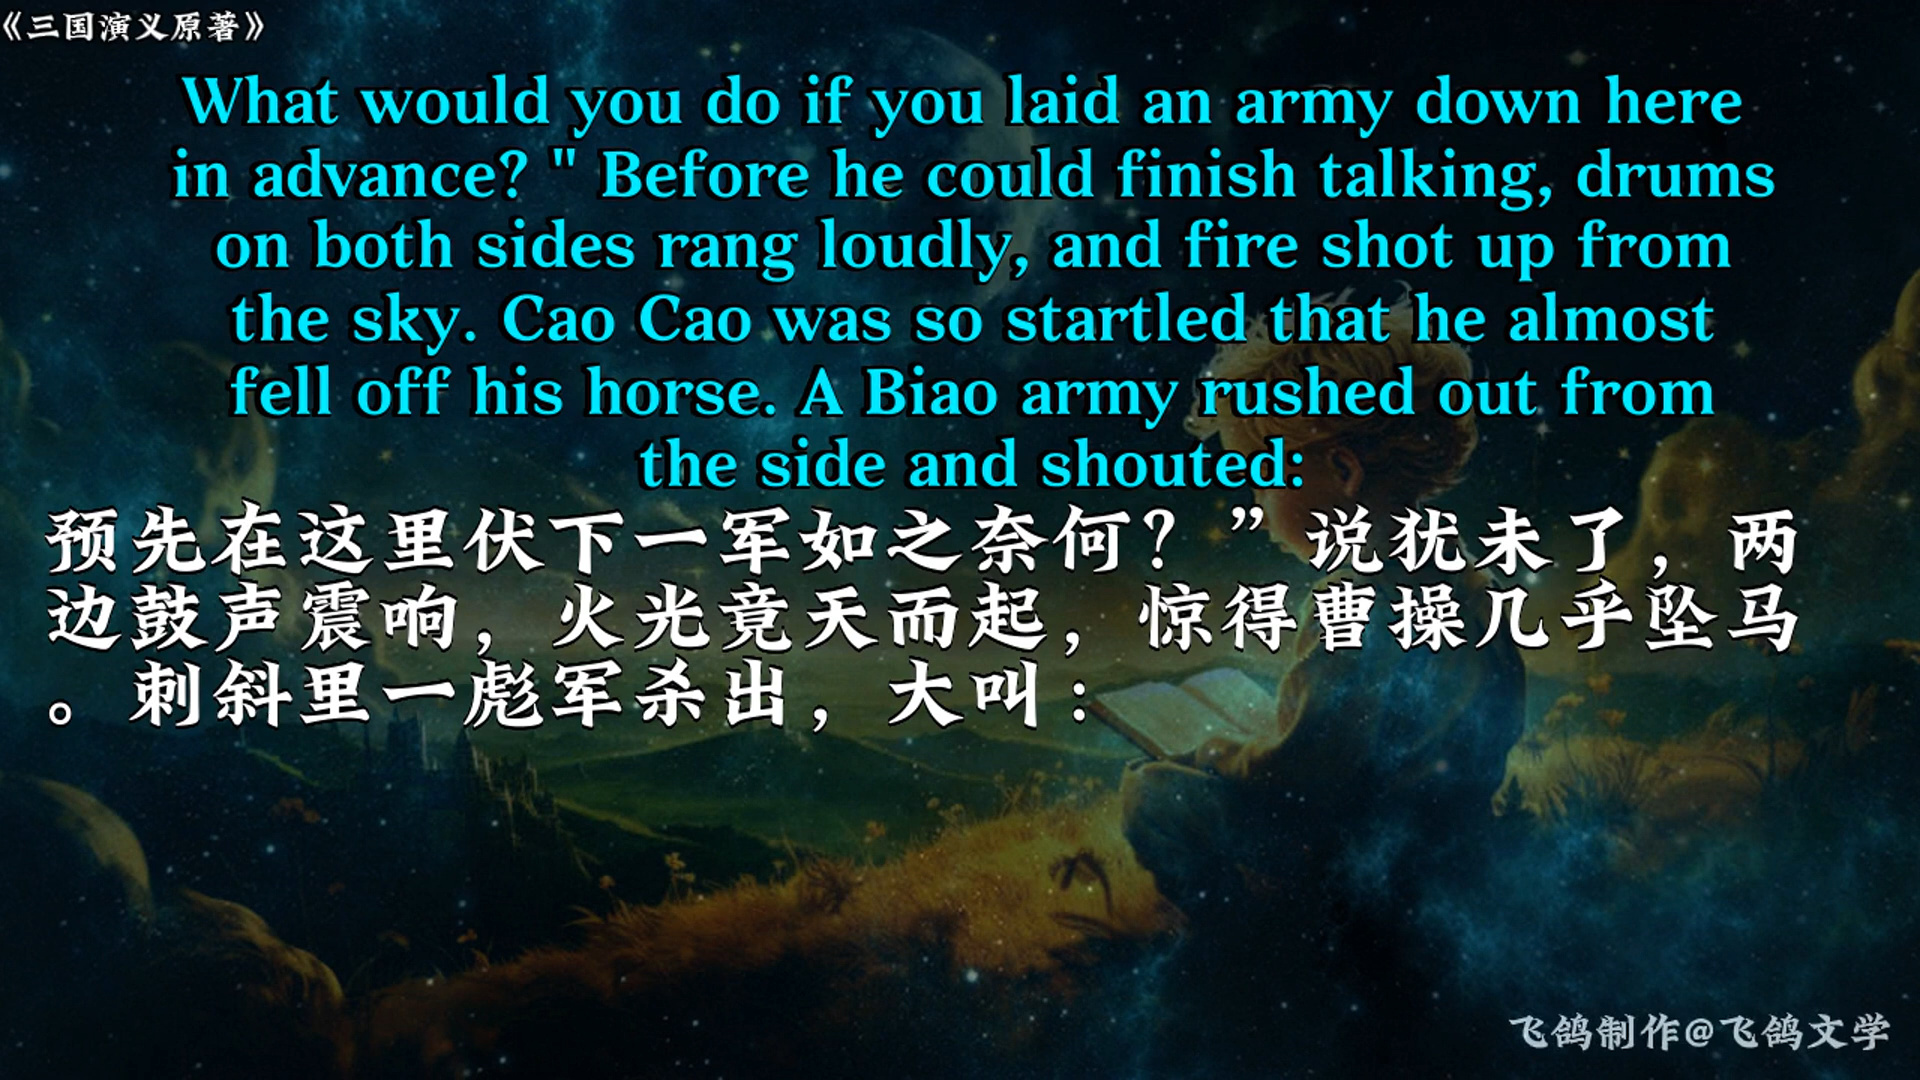 《三国演义原著》
What would you do if you laid an army down here
in advance? " Before he could finish talking, drums
on both sides rang loudly, and fire shot up from
the sky. Cao Cao was so startled that he almost
fell off his horse. A Biao army rushed out from
the side and shouted:
预先在这里伏下一军如之奈何？”说犹未了，两
边鼓声震响，火光竟天而起，惊得曹操几乎坠马
。刺斜里一彪军杀出，大叫：
飞鸽制作@飞鸽文学